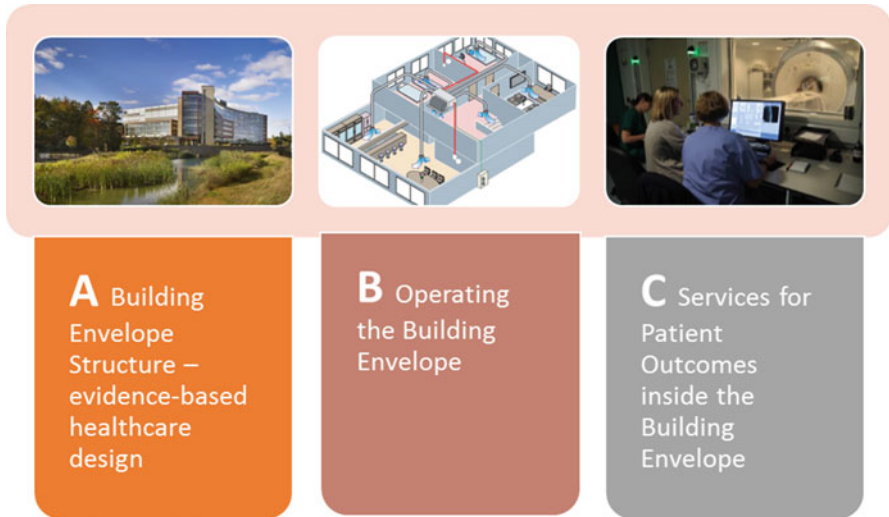 A Building
Envelope
Structure –
evidence-based
healthcare
design
B Operating
the Building
Envelope
C Services for
Patient
Outcomes
inside the
Building
Envelope